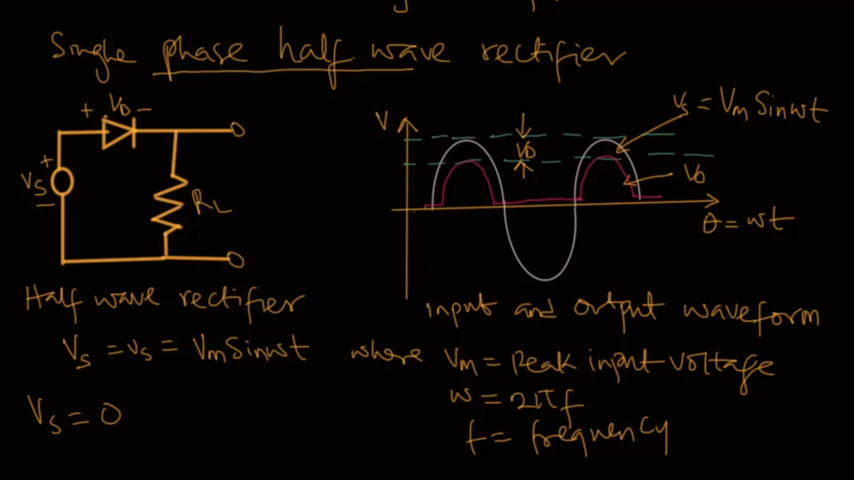 Single phase half wave rectifier
+ VD −
VS
+
−
RL
V
VD
vs = Vm Sinwt
VD
θ = wt
Half wave rectifier
input and output waveform
Vs = vs = Vm Sinwt where Vm = Peak input voltage
w = 2πf
f = frequency
Vs = 0